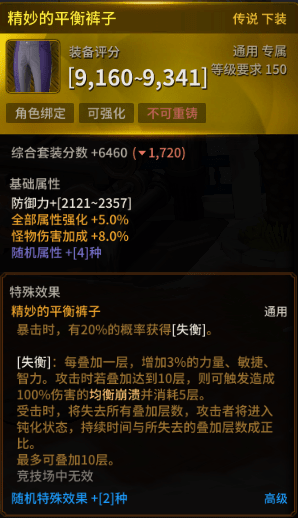 精妙的平衡裤子 传说 下装
装备评分 通用 专属
[9,160~9,341] 等级要求 150
角色绑定 可强化 不可重铸
综合套装分数 +6460 (▼1,720)
基础属性
防御力+[2121~2357]
全部属性强化 +5.0%
怪物伤害加成 +8.0%
随机属性 +[4]种
特殊效果
精妙的平衡裤子 通用
暴击时，有20%的概率获得[失衡]。
[失衡]：每叠加一层，增加3%的力量、敏捷、
智力。攻击时若叠加达到10层，则可触发造成
100%伤害的均衡崩溃并消耗5层。
受击时，将失去所有叠加层数，攻击者将进入
钝化状态，持续时间与所失去的叠加层数成正
比。
最多可叠加10层。
竞技场中无效
随机特殊效果 +[2]种 高级